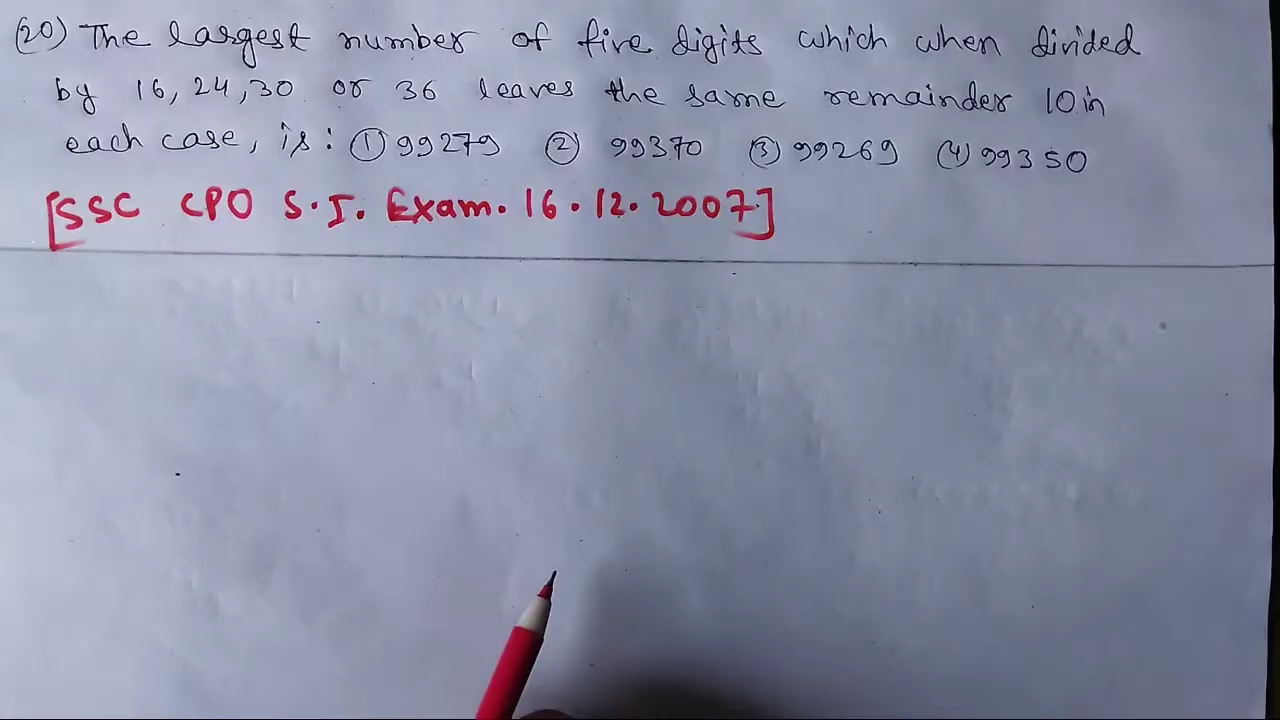 (20) The largest number of five digits which when divided
by 16, 24, 30 or 36 leaves the same remainder 10 in
each case, is: ① 99279 ② 99370 ③ 99269 (4) 99350
[SSC CPO S.I. Exam. 16.12.2007]